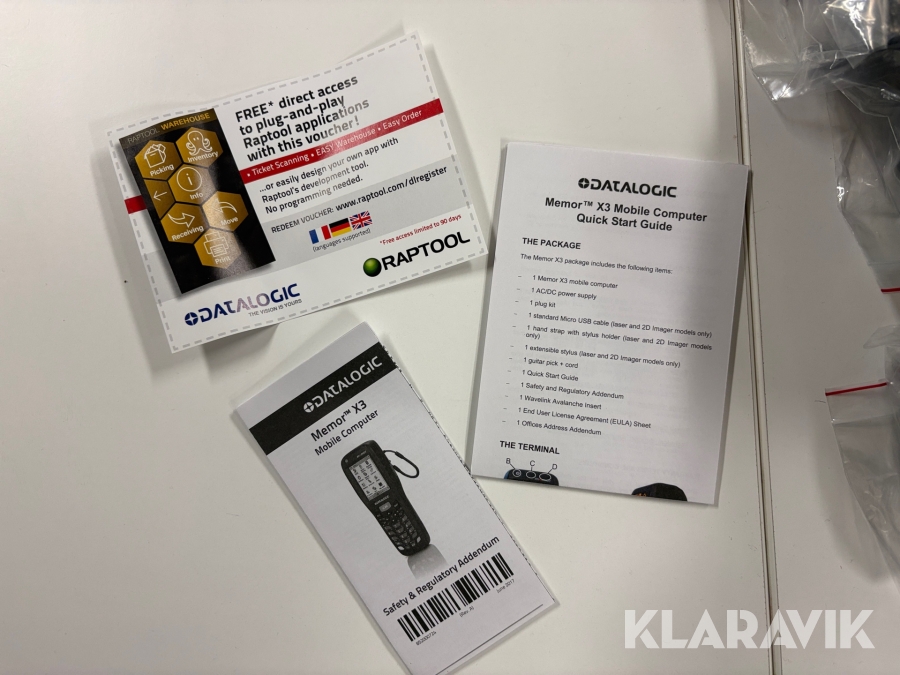 RAPTOOL WAREHOUSE
Picking
Inventory
Info
Receiving
Move
Print
FREE* direct access
to plug-and-play
Raptool applications
with this voucher!
• Ticket Scanning • EASY Warehouse • Easy Order
...or easily design your own app with
Raptool's development tool.
No programming needed.
REDEEM VOUCHER: www.raptool.com/dlregister
(languages supported)
*Free access limited to 90 days
RAPTOOL
DATALOGIC
THE VISION IS YOURS
DATALOGIC
Memor™ X3 Mobile Computer
Quick Start Guide
THE PACKAGE
The Memor X3 package includes the following items:
- 1 Memor X3 mobile computer
- 1 AC/DC power supply
- 1 plug kit
- 1 standard Micro USB cable (laser and 2D Imager models only)
- 1 hand strap with stylus holder (laser and 2D Imager models
only)
- 1 extensible stylus (laser and 2D Imager models only)
- 1 guitar pick + cord
- 1 Quick Start Guide
- 1 Safety and Regulatory Addendum
- 1 Wavelink Avalanche Insert
- 1 End User License Agreement (EULA) Sheet
- 1 Offices Address Addendum
THE TERMINAL
B C D
DATALOGIC
Memor™ X3
Mobile Computer
Safety & Regulatory Addendum
(Rev. A)
June 2017
KLARAVIK